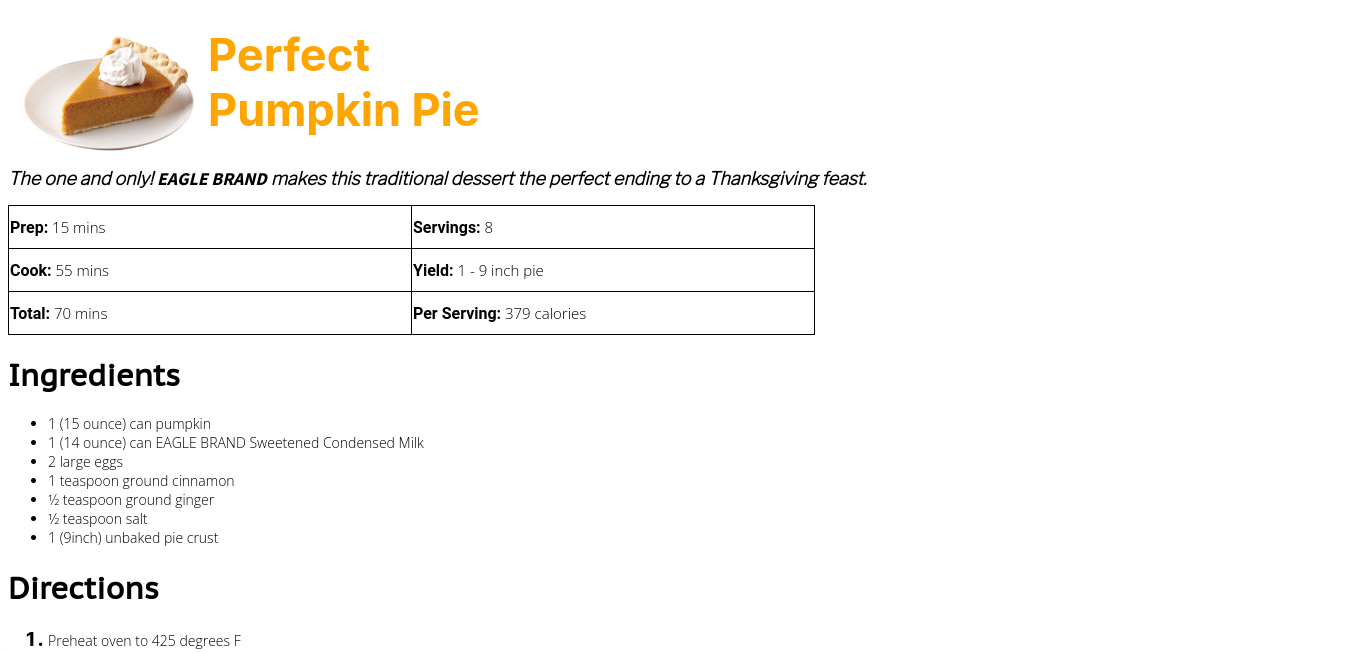 Perfect
Pumpkin Pie
The one and only! EAGLE BRAND makes this traditional dessert the perfect ending to a Thanksgiving feast.
Prep: 15 mins Servings: 8
Cook: 55 mins Yield: 1 - 9 inch pie
Total: 70 mins Per Serving: 379 calories
Ingredients
• 1 (15 ounce) can pumpkin
• 1 (14 ounce) can EAGLE BRAND Sweetened Condensed Milk
• 2 large eggs
• 1 teaspoon ground cinnamon
• ½ teaspoon ground ginger
• ½ teaspoon salt
• 1 (9inch) unbaked pie crust
Directions
1. Preheat oven to 425 degrees F